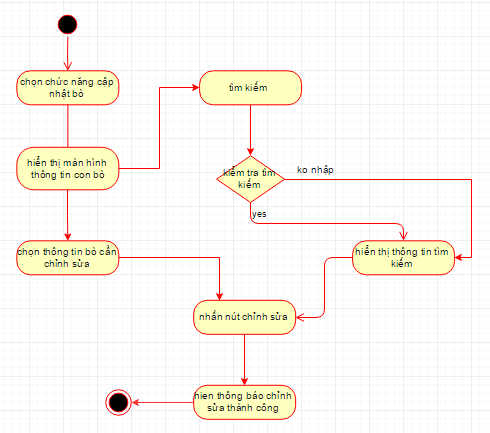 chọn chức năng cập
nhật bò
hiển thị màn hình
thông tin con bò
tìm kiếm
kiểm tra tìm
kiếm
ko nhập
yes
chọn thông tin bò cần
chỉnh sửa
hiển thị thông tin tìm
kiếm
nhấn nút chỉnh sửa
hien thông báo chỉnh
sửa thành công